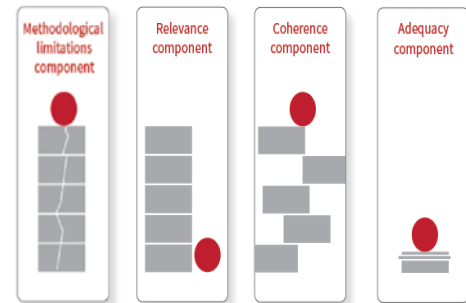 Methodological
limitations
component
Relevance
component
Coherence
component
Adequacy
component